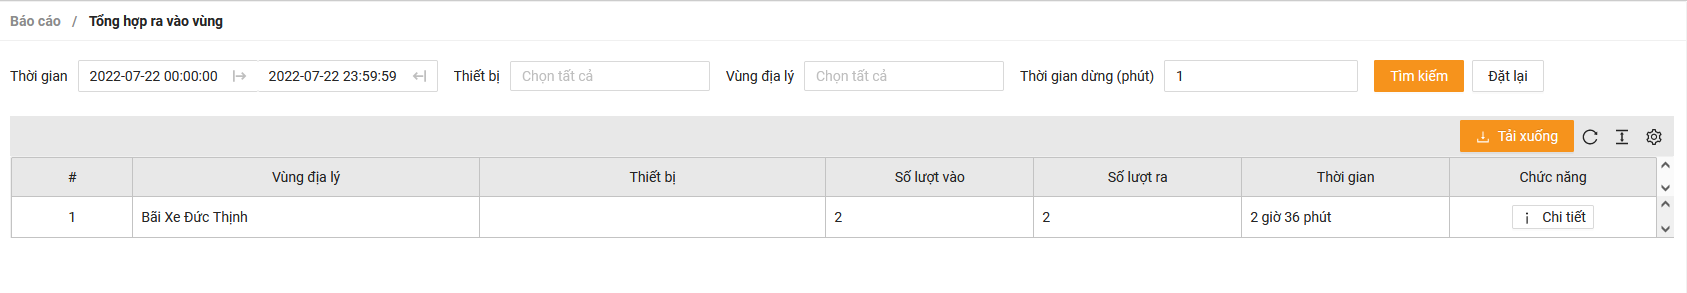 Báo cáo / Tổng hợp ra vào vùng
Thời gian 2022-07-22 00:00:00 2022-07-22 23:59:59 Thiết bị Chọn tất cả Vùng địa lý Chọn tất cả Thời gian dừng (phút) 1 Tìm kiếm Đặt lại
Tải xuống
# Vùng địa lý Thiết bị Số lượt vào Số lượt ra Thời gian Chức năng
1 Bãi Xe Đức Thịnh 2 2 2 giờ 36 phút Chi tiết